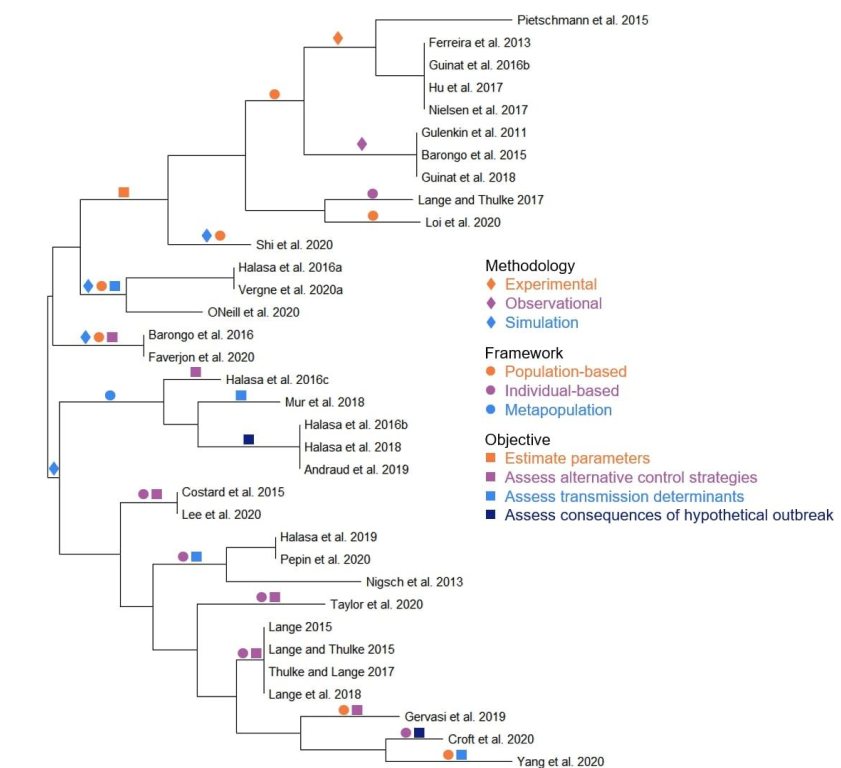 Pietschmann et al. 2015
Ferreira et al. 2013
Guinat et al. 2016b
Hu et al. 2017
Nielsen et al. 2017
Gulenkin et al. 2011
Barongo et al. 2015
Guinat et al. 2018
Lange and Thulke 2017
Loi et al. 2020
Shi et al. 2020
Halasa et al. 2016a
Vergne et al. 2020a
ONeill et al. 2020
Barongo et al. 2016
Faverjon et al. 2020
Halasa et al. 2016c
Mur et al. 2018
Halasa et al. 2016b
Halasa et al. 2018
Andraud et al. 2019
Costard et al. 2015
Lee et al. 2020
Halasa et al. 2019
Pepin et al. 2020
Nigsch et al. 2013
Taylor et al. 2020
Lange 2015
Lange and Thulke 2015
Thulke and Lange 2017
Lange et al. 2018
Gervasi et al. 2019
Croft et al. 2020
Yang et al. 2020
Methodology
Experimental
Observational
Simulation
Framework
Population-based
Individual-based
Metapopulation
Objective
Estimate parameters
Assess alternative control strategies
Assess transmission determinants
Assess consequences of hypothetical outbreak